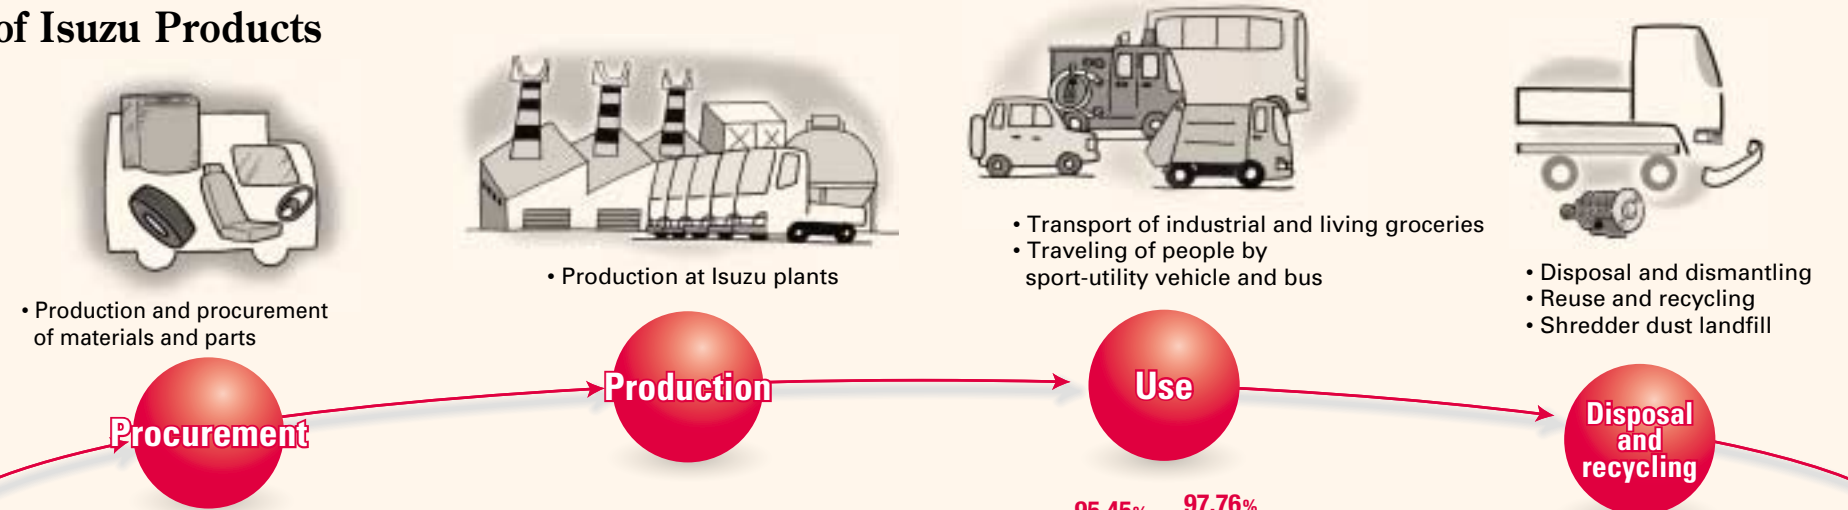 of Isuzu Products
• Production and procurement
of materials and parts
• Production at Isuzu plants
• Transport of industrial and living groceries
• Traveling of people by
sport-utility vehicle and bus
• Disposal and dismantling
• Reuse and recycling
• Shredder dust landfill
Procurement
Production
Use
Disposal
and
recycling
95.45%
97.76%